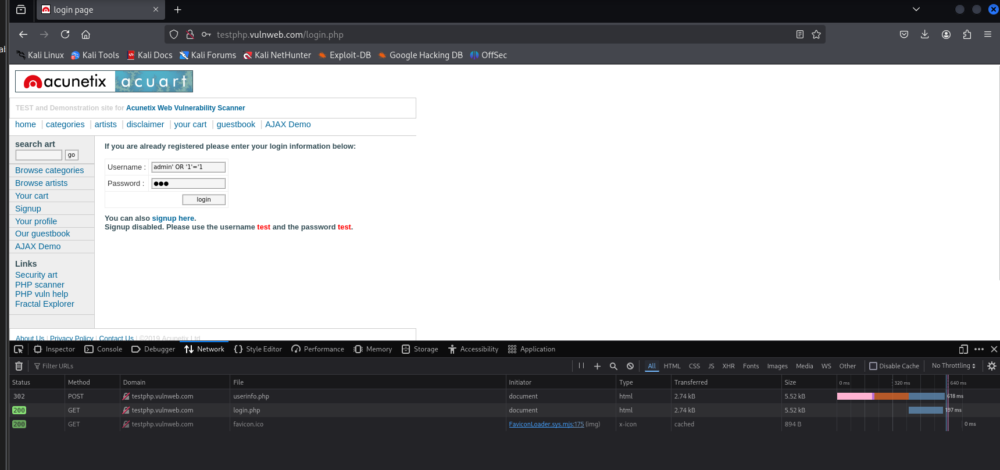 login page
testphp.vulnweb.com/login.php
Kali Linux Kali Tools Kali Docs Kali Forums Kali NetHunter Exploit-DB Google Hacking DB OffSec
acunetix acuart
TEST and Demonstration site for Acunetix Web Vulnerability Scanner
home | categories | artists | disclaimer | your cart | guestbook | AJAX Demo
search art
go
Browse categories
Browse artists
Your cart
Signup
Your profile
Our guestbook
AJAX Demo
Links
Security art
PHP scanner
PHP vuln help
Fractal Explorer
If you are already registered please enter your login information below:
Username : admin' OR '1'='1
Password : ●●●
login
You can also signup here.
Signup disabled. Please use the username test and the password test.
About Us | Privacy Policy | Contact Us | ©2019 Acunetix Ltd
Inspector Console Debugger Network Style Editor Performance Memory Storage Accessibility Application
Filter URLs All HTML CSS JS XHR Fonts Images Media WS Other Disable Cache No Throttling
Status Method Domain File Initiator Type Transferred Size 0 ms 320 ms 640 ms
302 POST testphp.vulnweb.com userinfo.php document html 2.74 kB 5.52 kB 618 ms
200 GET testphp.vulnweb.com login.php document html 2.74 kB 5.52 kB 197 ms
200 GET testphp.vulnweb.com favicon.ico FaviconLoader.sys.mjs:175 (img) x-icon cached 894 B 0 ms